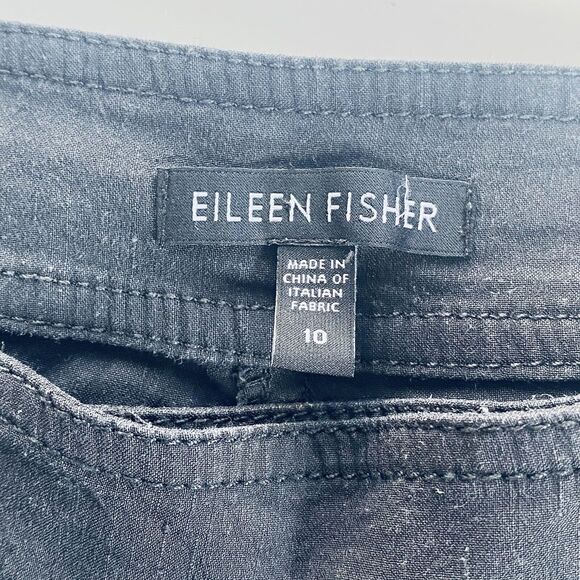 EILEEN FISHER
MADE IN
CHINA OF
ITALIAN
FABRIC
10